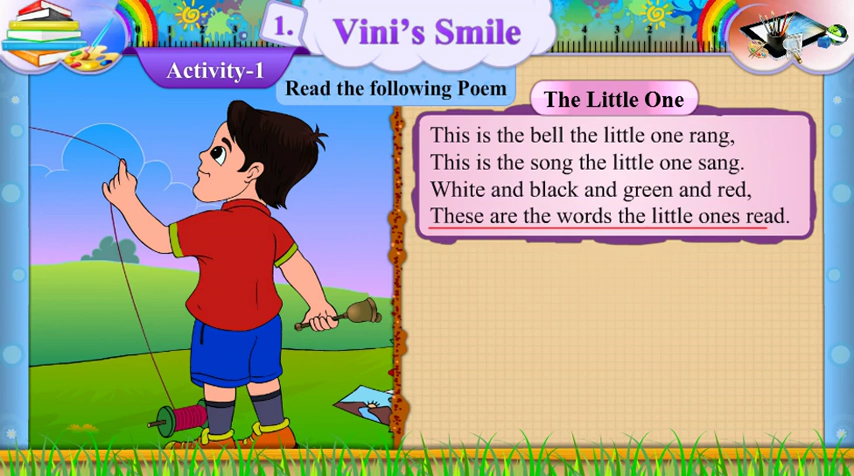 1.
Vini's Smile
Activity-1
Read the following Poem
The Little One
This is the bell the little one rang,
This is the song the little one sang.
White and black and green and red,
These are the words the little ones read.